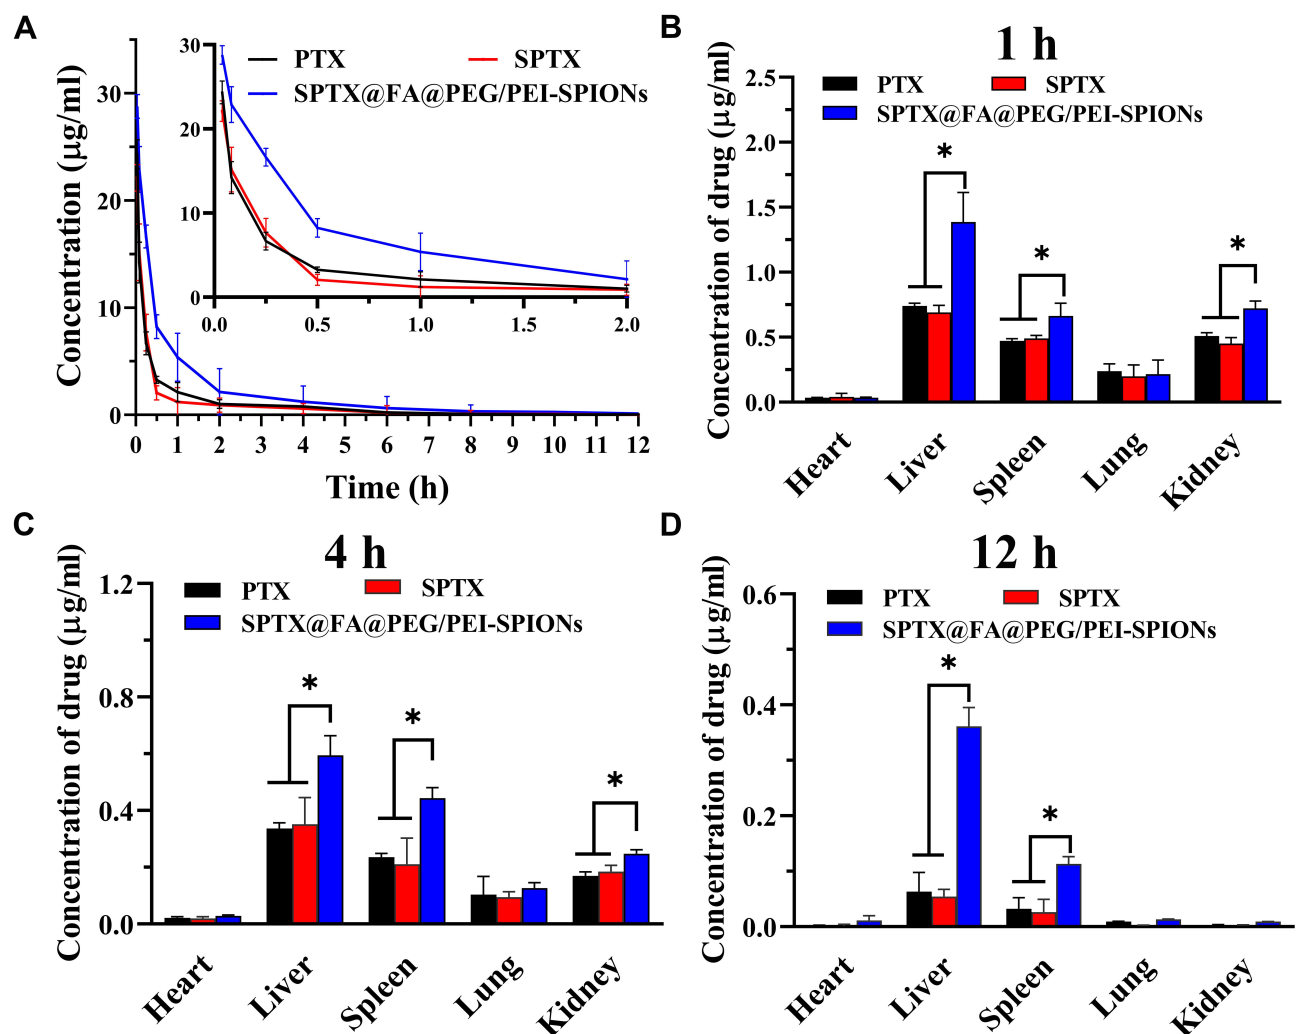 A
Concentration (µg/ml)
30
20
10
0
0 1 2 3 4 5 6 7 8 9 10 11 12
Time (h)
30
20
10
0
0.0 0.5 1.0 1.5 2.0
PTX SPTX
SPTX@FA@PEG/PEI-SPIONs
B
1 h
Concentration of drug (µg/ml)
PTX SPTX
SPTX@FA@PEG/PEI-SPIONs
2.5
2.0
1.5
1.0
0.5
0.0
* * *
Heart Liver Spleen Lung Kidney
C
4 h
Concentration of drug (µg/ml)
PTX SPTX
SPTX@FA@PEG/PEI-SPIONs
1.2
0.8
0.4
0.0
* * *
Heart Liver Spleen Lung Kidney
D
12 h
Concentration of drug (µg/ml)
PTX SPTX
SPTX@FA@PEG/PEI-SPIONs
0.6
0.4
0.2
0.0
* *
Heart Liver Spleen Lung Kidney